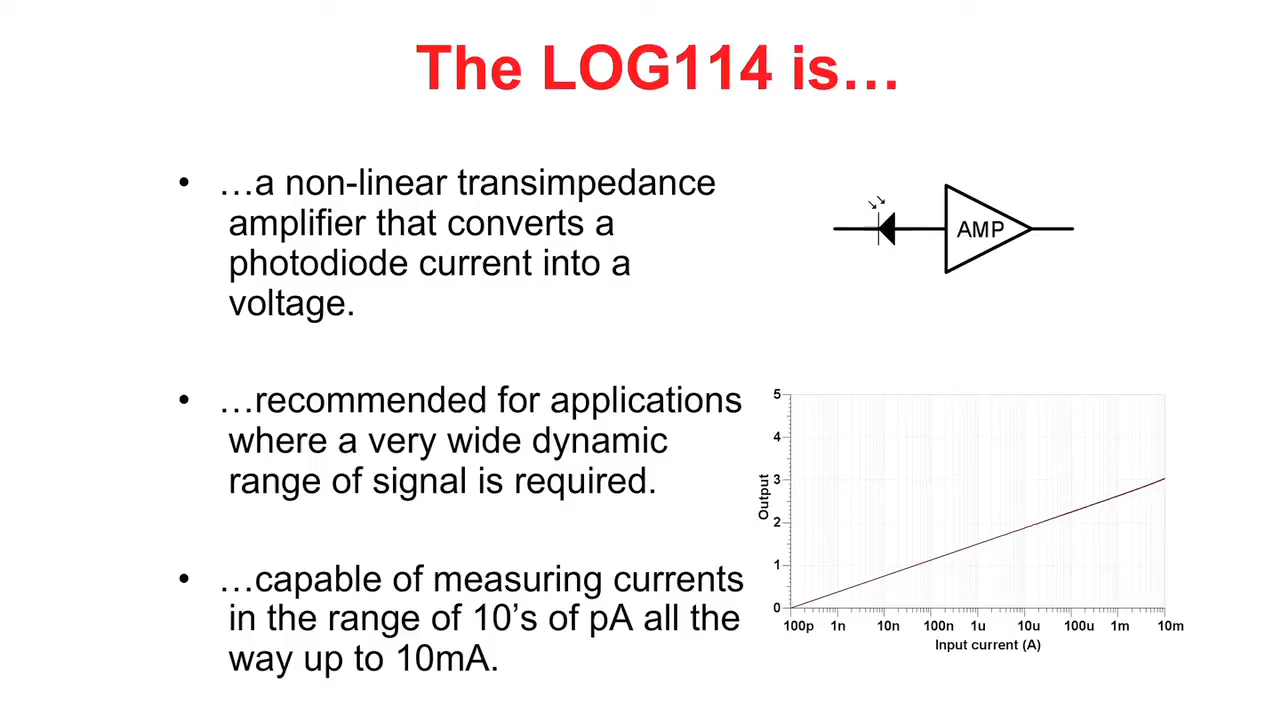 The LOG114 is…
• …a non-linear transimpedance
amplifier that converts a
photodiode current into a
voltage.
AMP
• …recommended for applications
where a very wide dynamic
range of signal is required.
• …capable of measuring currents
in the range of 10’s of pA all the
way up to 10mA.
5
4
3
2
1
0
Output
100p 1n 10n 100n 1u 10u 100u 1m 10m
Input current (A)